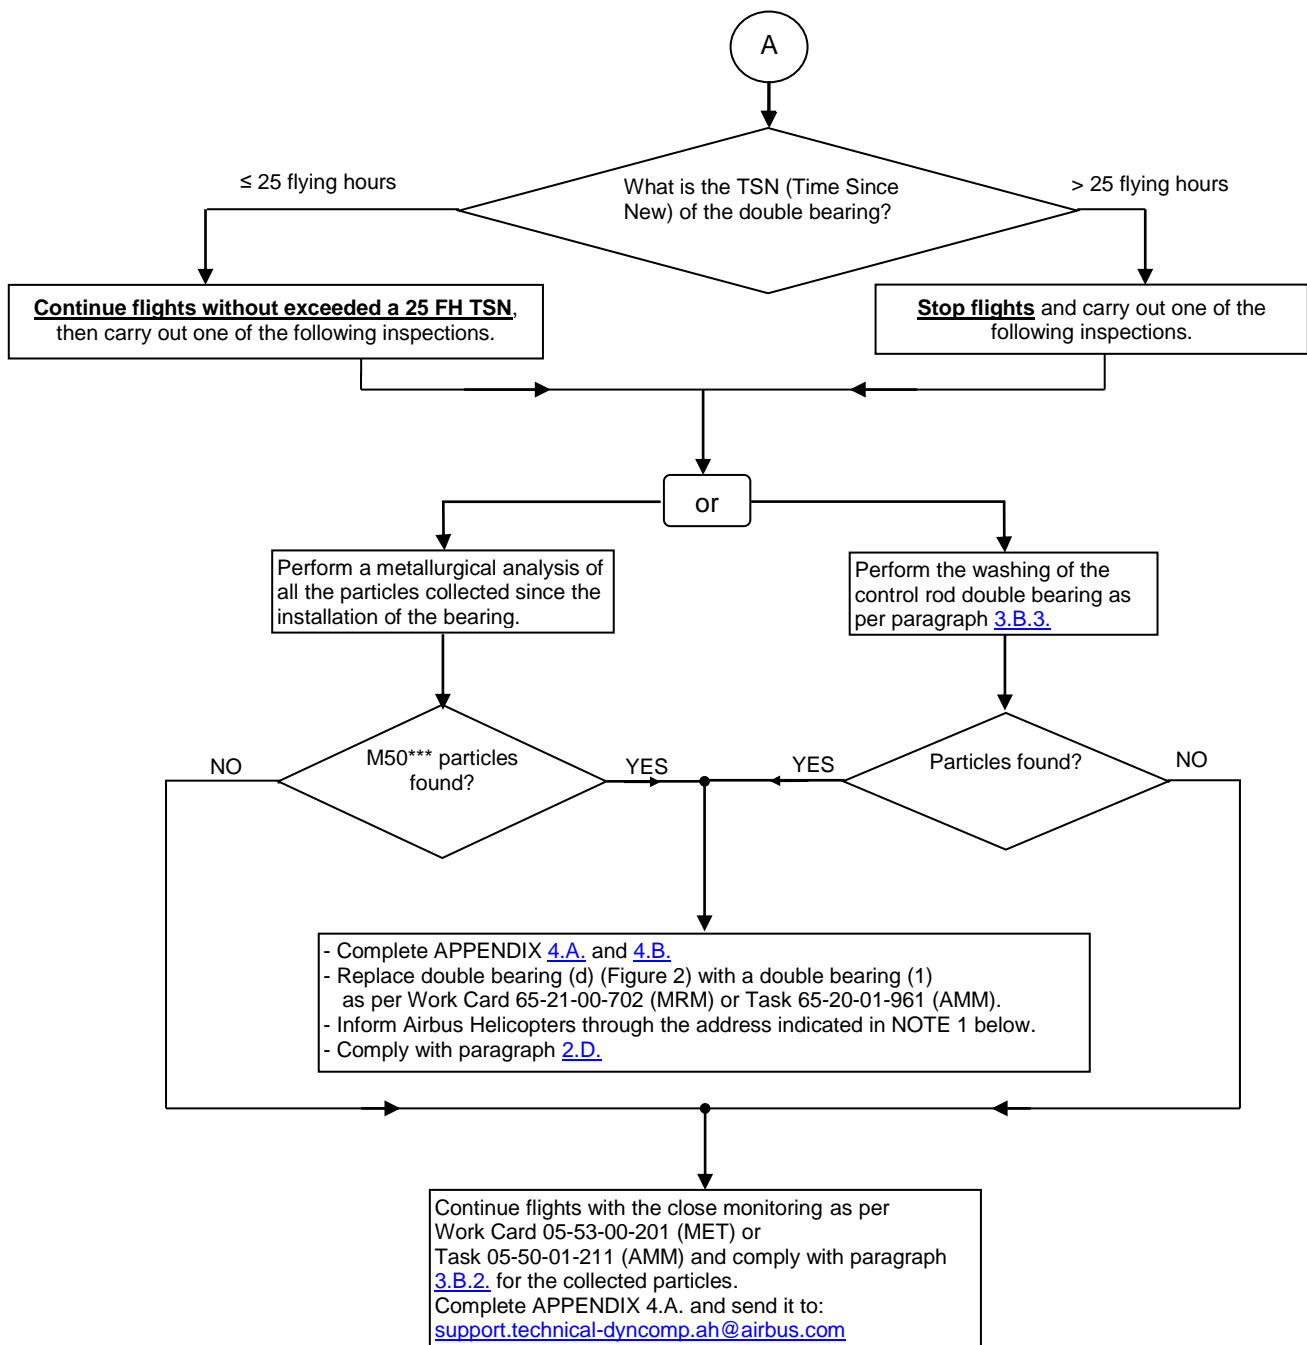 A
≤ 25 flying hours
What is the TSN (Time Since
New) of the double bearing?
> 25 flying hours
Continue flights without exceeded a 25 FH TSN,
then carry out one of the following inspections.
Stop flights and carry out one of the
following inspections.
or
Perform a metallurgical analysis of
all the particles collected since the
installation of the bearing.
Perform the washing of the
control rod double bearing as
per paragraph 3.B.3.
NO
M50*** particles
found?
YES
YES
Particles found?
NO
- Complete APPENDIX 4.A. and 4.B.
- Replace double bearing (d) (Figure 2) with a double bearing (1)
as per Work Card 65-21-00-702 (MRM) or Task 65-20-01-961 (AMM).
- Inform Airbus Helicopters through the address indicated in NOTE 1 below.
- Comply with paragraph 2.D.
Continue flights with the close monitoring as per
Work Card 05-53-00-201 (MET) or
Task 05-50-01-211 (AMM) and comply with paragraph
3.B.2. for the collected particles.
Complete APPENDIX 4.A. and send it to:
support.technical-dyncomp.ah@airbus.com